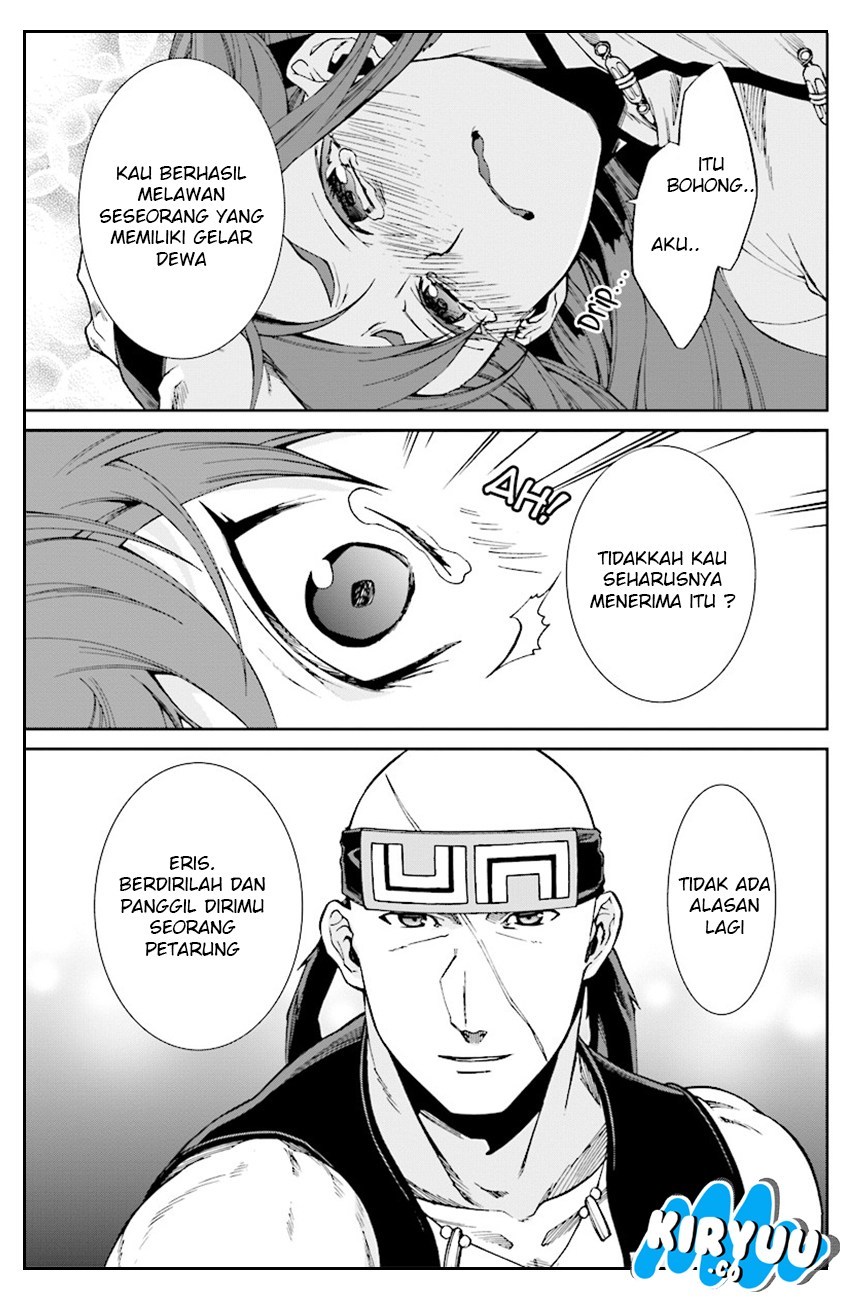 ITU
BOHONG..
AKU..
Drip...
KAU BERHASIL
MELAWAN
SESEORANG YANG
MEMILIKI GELAR
DEWA
AH!!
TIDAKKAH KAU
SEHARUSNYA
MENERIMA ITU ?
TIDAK ADA
ALASAN
LAGI
ERIS.
BERDIRILAH DAN
PANGGIL DIRIMU
SEORANG
PETARUNG
KIRYUU
.CO